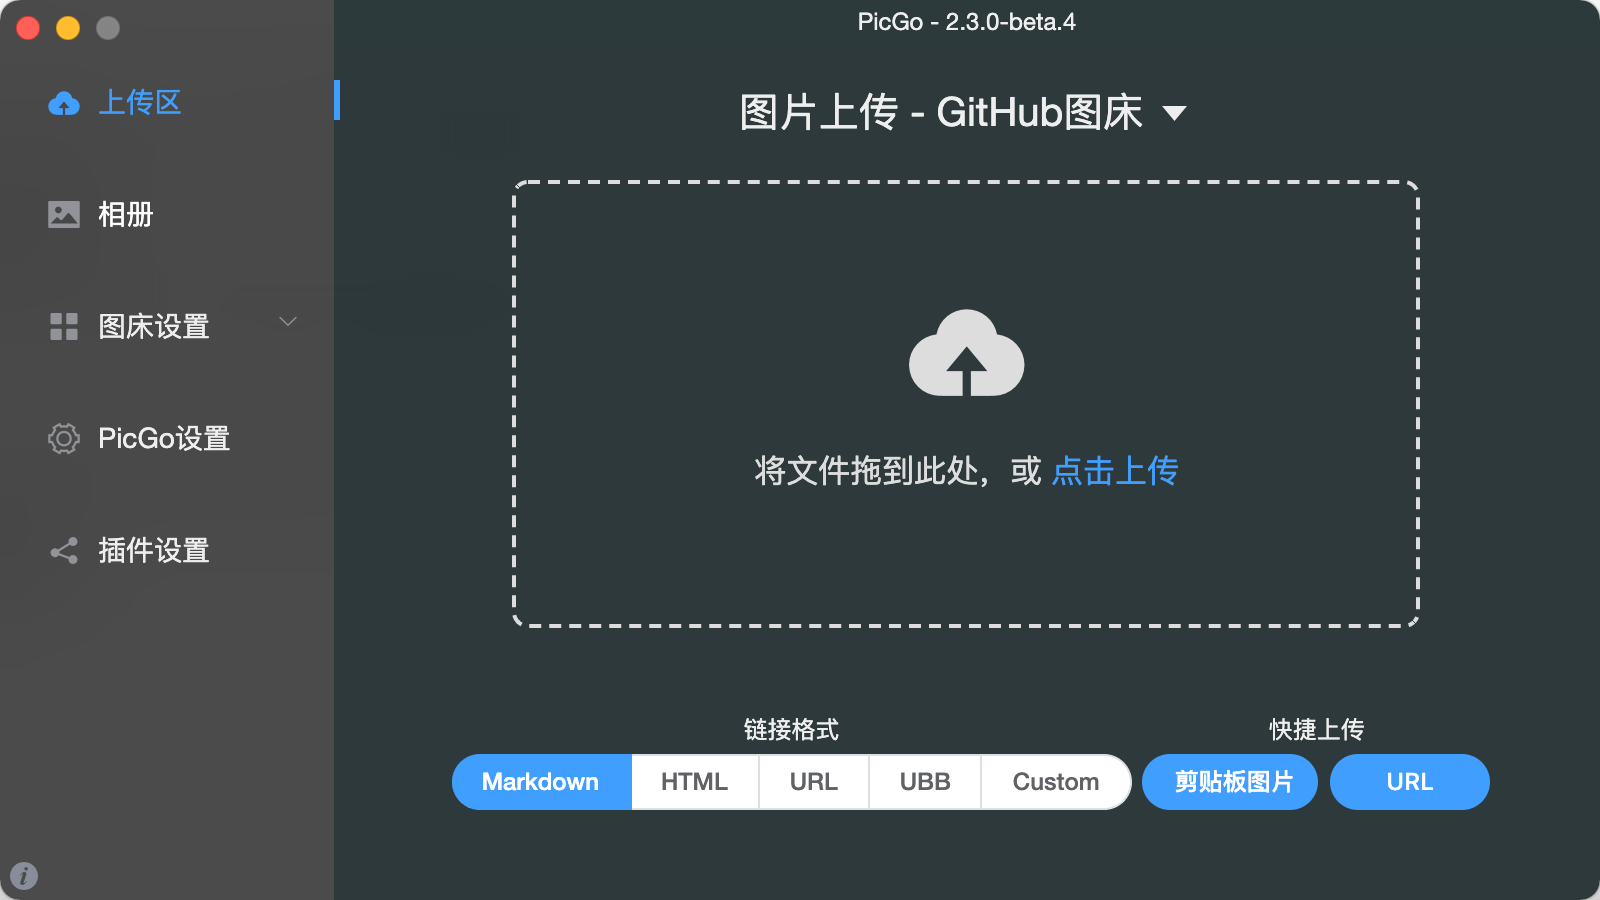 PicGo - 2.3.0-beta.4
上传区
相册
图床设置
PicGo设置
插件设置
图片上传 - GitHub图床
将文件拖到此处，或 点击上传
链接格式
Markdown HTML URL UBB Custom
快捷上传
剪贴板图片 URL
i